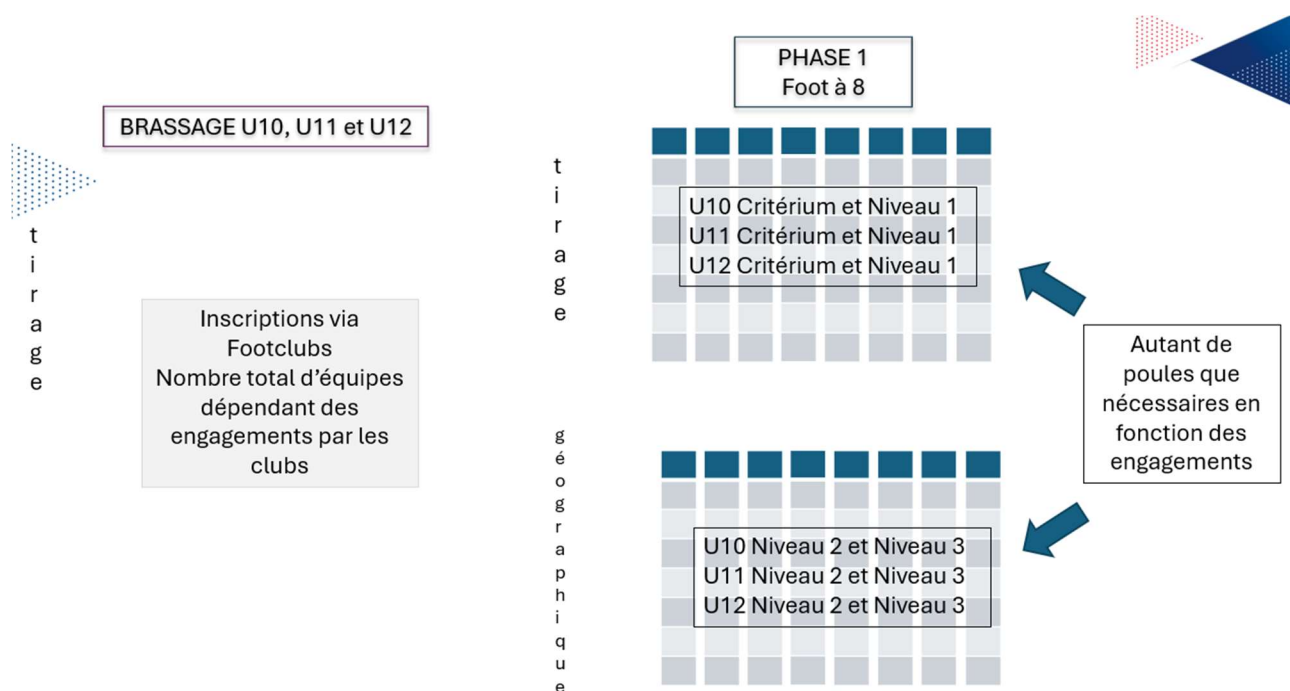 PHASE 1
Foot à 8
BRASSAGE U10, U11 et U12
tirage
Inscriptions via
Footclubs
Nombre total d’équipes
dépendant des
engagements par les
clubs
tirage
géographique
U10 Critérium et Niveau 1
U11 Critérium et Niveau 1
U12 Critérium et Niveau 1
Autant de
poules que
nécessaires en
fonction des
engagements
U10 Niveau 2 et Niveau 3
U11 Niveau 2 et Niveau 3
U12 Niveau 2 et Niveau 3